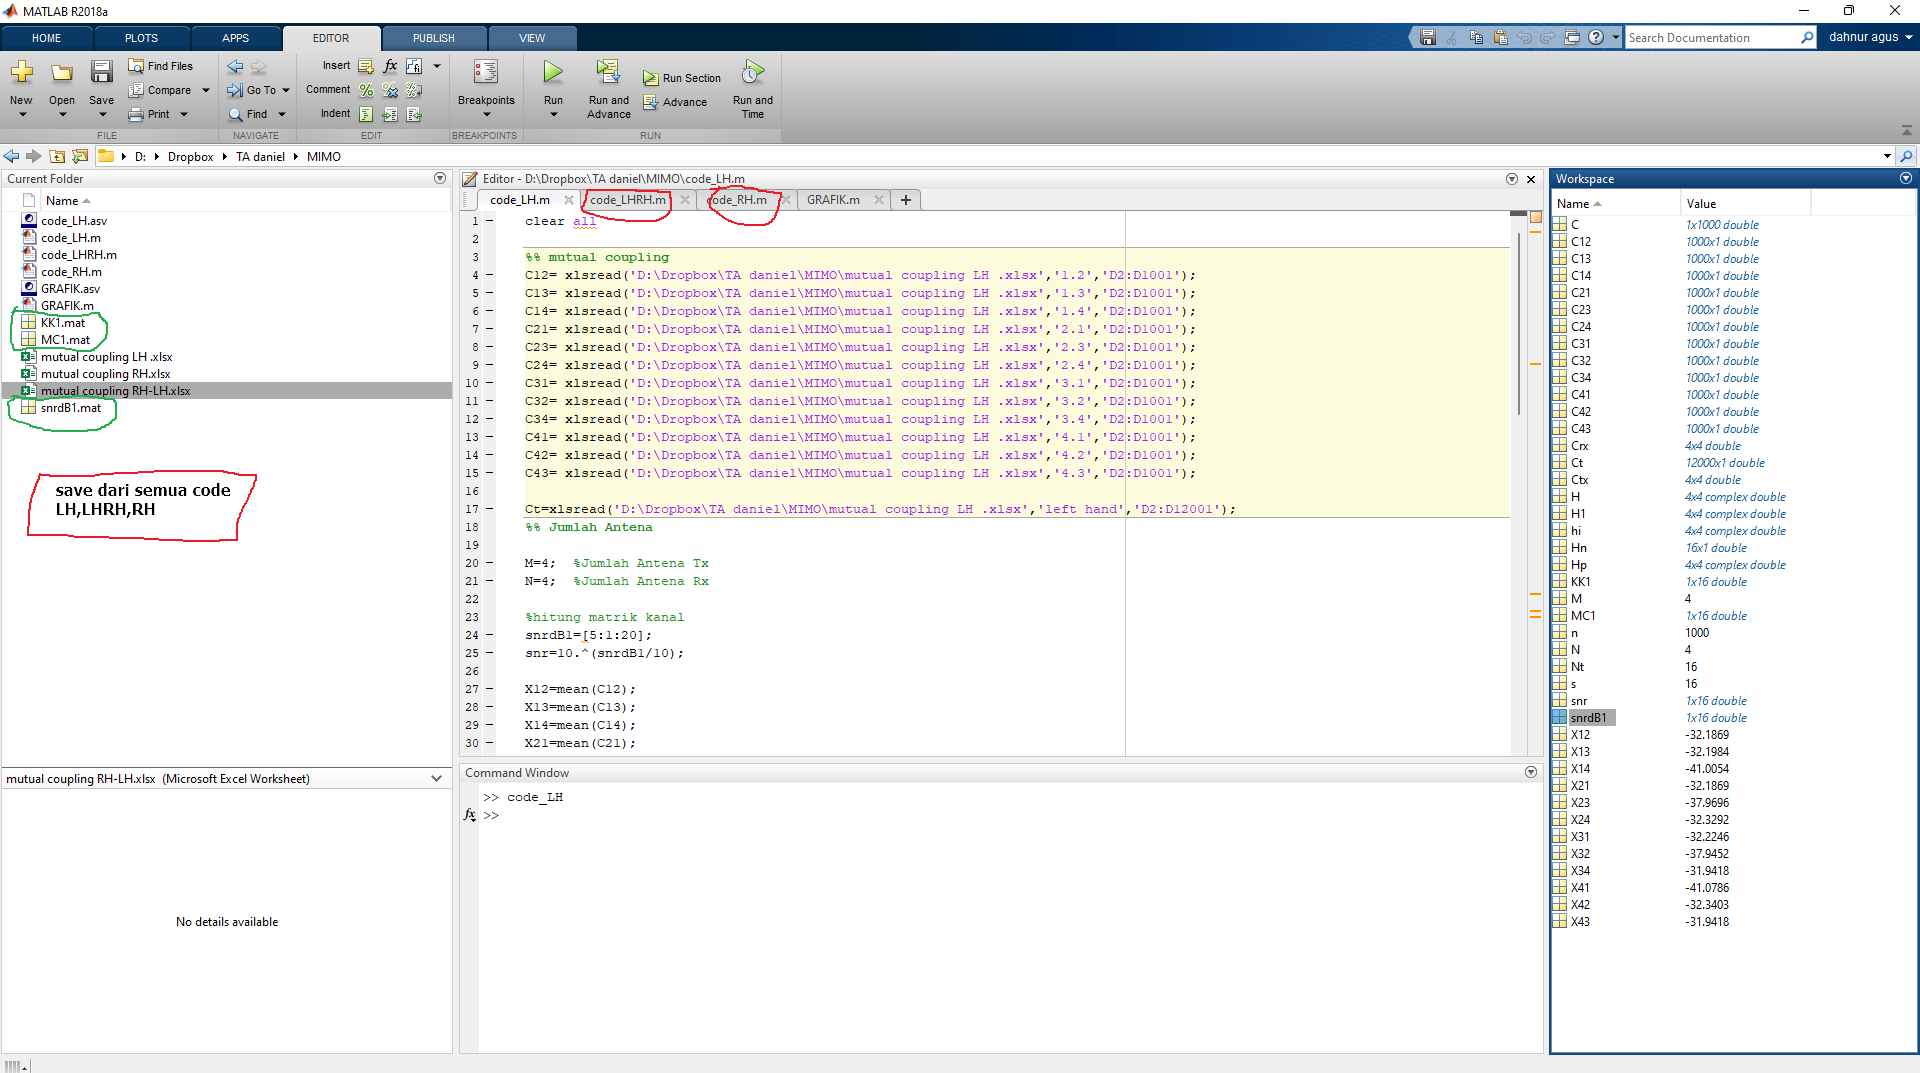 MATLAB R2018a
HOME PLOTS APPS EDITOR PUBLISH VIEW
Search Documentation dahnur agus
New Open Save Find Files Compare Print
FILE
Go To Find
NAVIGATE
Insert fx
Comment
Indent
EDIT
Breakpoints
BREAKPOINTS
Run Run and Advance Run Section Advance Run and Time
RUN
D: Dropbox TA daniel MIMO
Current Folder
Name
code_LH.asv
code_LH.m
code_LHRH.m
code_RH.m
GRAFIK.asv
GRAFIK.m
KK1.mat
MC1.mat
mutual coupling LH .xlsx
mutual coupling RH.xlsx
mutual coupling RH-LH.xlsx
snrdB1.mat
save dari semua code
LH,LHRH,RH
mutual coupling RH-LH.xlsx (Microsoft Excel Worksheet)
No details available
Editor - D:\Dropbox\TA daniel\MIMO\code_LH.m
code_LH.m code_LHRH.m code_RH.m GRAFIK.m
1 clear all
2
3 %% mutual coupling
4 C12= xlsread('D:\Dropbox\TA daniel\MIMO\mutual coupling LH .xlsx','1.2','D2:D1001');
5 C13= xlsread('D:\Dropbox\TA daniel\MIMO\mutual coupling LH .xlsx','1.3','D2:D1001');
6 C14= xlsread('D:\Dropbox\TA daniel\MIMO\mutual coupling LH .xlsx','1.4','D2:D1001');
7 C21= xlsread('D:\Dropbox\TA daniel\MIMO\mutual coupling LH .xlsx','2.1','D2:D1001');
8 C23= xlsread('D:\Dropbox\TA daniel\MIMO\mutual coupling LH .xlsx','2.3','D2:D1001');
9 C24= xlsread('D:\Dropbox\TA daniel\MIMO\mutual coupling LH .xlsx','2.4','D2:D1001');
10 C31= xlsread('D:\Dropbox\TA daniel\MIMO\mutual coupling LH .xlsx','3.1','D2:D1001');
11 C32= xlsread('D:\Dropbox\TA daniel\MIMO\mutual coupling LH .xlsx','3.2','D2:D1001');
12 C34= xlsread('D:\Dropbox\TA daniel\MIMO\mutual coupling LH .xlsx','3.4','D2:D1001');
13 C41= xlsread('D:\Dropbox\TA daniel\MIMO\mutual coupling LH .xlsx','4.1','D2:D1001');
14 C42= xlsread('D:\Dropbox\TA daniel\MIMO\mutual coupling LH .xlsx','4.2','D2:D1001');
15 C43= xlsread('D:\Dropbox\TA daniel\MIMO\mutual coupling LH .xlsx','4.3','D2:D1001');
16
17 Ct=xlsread('D:\Dropbox\TA daniel\MIMO\mutual coupling LH .xlsx','left hand','D2:D12001');
18 %% Jumlah Antena
19
20 M=4; %Jumlah Antena Tx
21 N=4; %Jumlah Antena Rx
22
23 %hitung matrik kanal
24 snrdB1=[5:1:20];
25 snr=10.^(snrdB1/10);
26
27 X12=mean(C12);
28 X13=mean(C13);
29 X14=mean(C14);
30 X21=mean(C21);
Command Window
>> code_LH
fx >>
Workspace
Name Value
C 1x1000 double
C12 1000x1 double
C13 1000x1 double
C14 1000x1 double
C21 1000x1 double
C23 1000x1 double
C24 1000x1 double
C31 1000x1 double
C32 1000x1 double
C34 1000x1 double
C41 1000x1 double
C42 1000x1 double
C43 1000x1 double
Crx 4x4 double
Ct 12000x1 double
Ctx 4x4 double
H 4x4 complex double
H1 4x4 complex double
hi 4x4 complex double
Hn 16x1 double
Hp 4x4 complex double
KK1 1x16 double
M 4
MC1 1x16 double
n 1000
N 4
Nt 16
s 16
snr 1x16 double
snrdB1 1x16 double
X12 -32.1869
X13 -32.1984
X14 -41.0054
X21 -32.1869
X23 -37.9696
X24 -32.3292
X31 -32.2246
X32 -37.9452
X34 -31.9418
X41 -41.0786
X42 -32.3403
X43 -31.9418